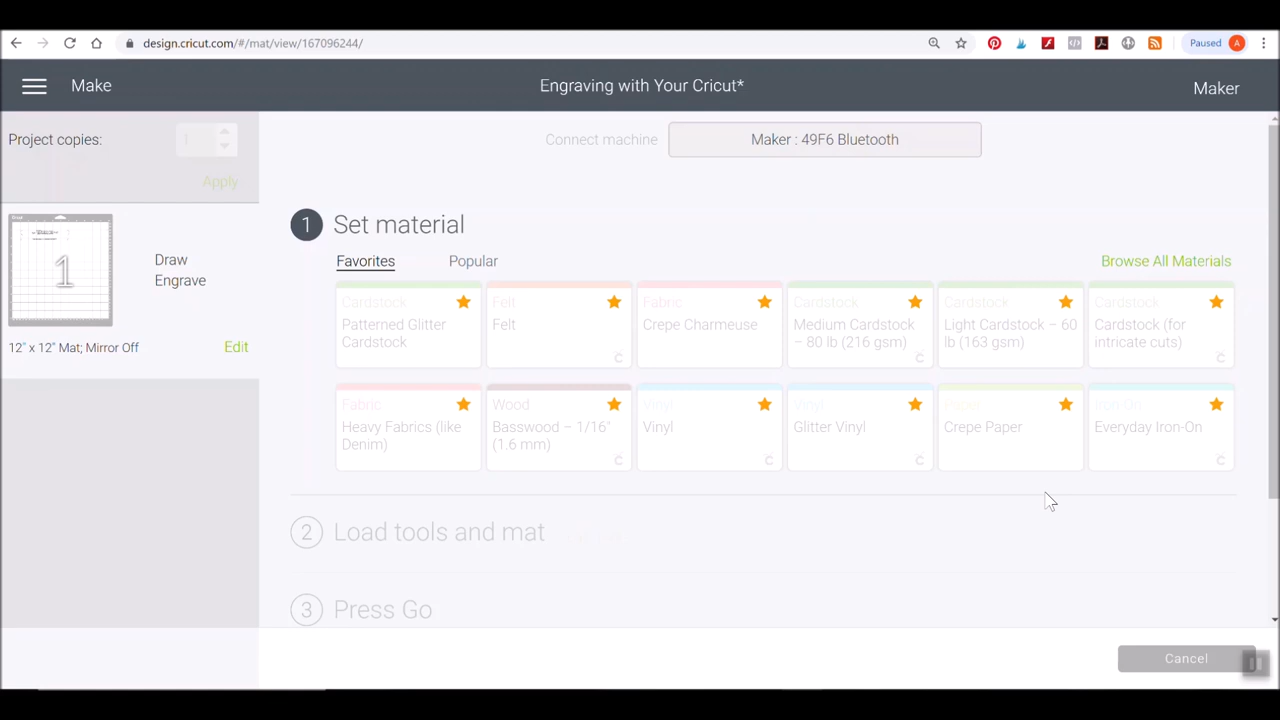 design.cricut.com/#/mat/view/167096244/
Paused
A
Make
Engraving with Your Cricut*
Maker
Project copies:
1
Connect machine
Maker : 49F6 Bluetooth
Apply
1
Set material
Draw
Engrave
1
Favorites
Popular
Browse All Materials
Cardstock
Patterned Glitter
Cardstock
Felt
Felt
Fabric
Crepe Charmeuse
Cardstock
Medium Cardstock
– 80 lb (216 gsm)
Cardstock
Light Cardstock – 60
lb (163 gsm)
Cardstock
Cardstock (for
intricate cuts)
12" x 12" Mat; Mirror Off
Edit
Fabric
Heavy Fabrics (like
Denim)
Wood
Basswood – 1/16"
(1.6 mm)
Vinyl
Vinyl
Vinyl
Glitter Vinyl
Paper
Crepe Paper
Iron-On
Everyday Iron-On
2
Load tools and mat
3
Press Go
Cancel